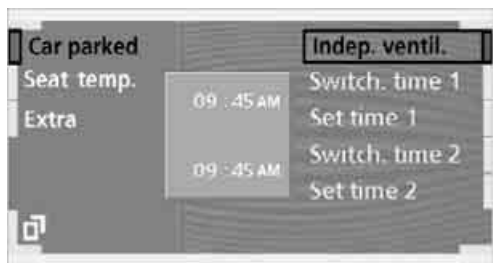 Car parked
Seat temp.
Extra
09 : 45 AM
09 : 45 AM
Indep. ventil.
Switch. time 1
Set time 1
Switch. time 2
Set time 2